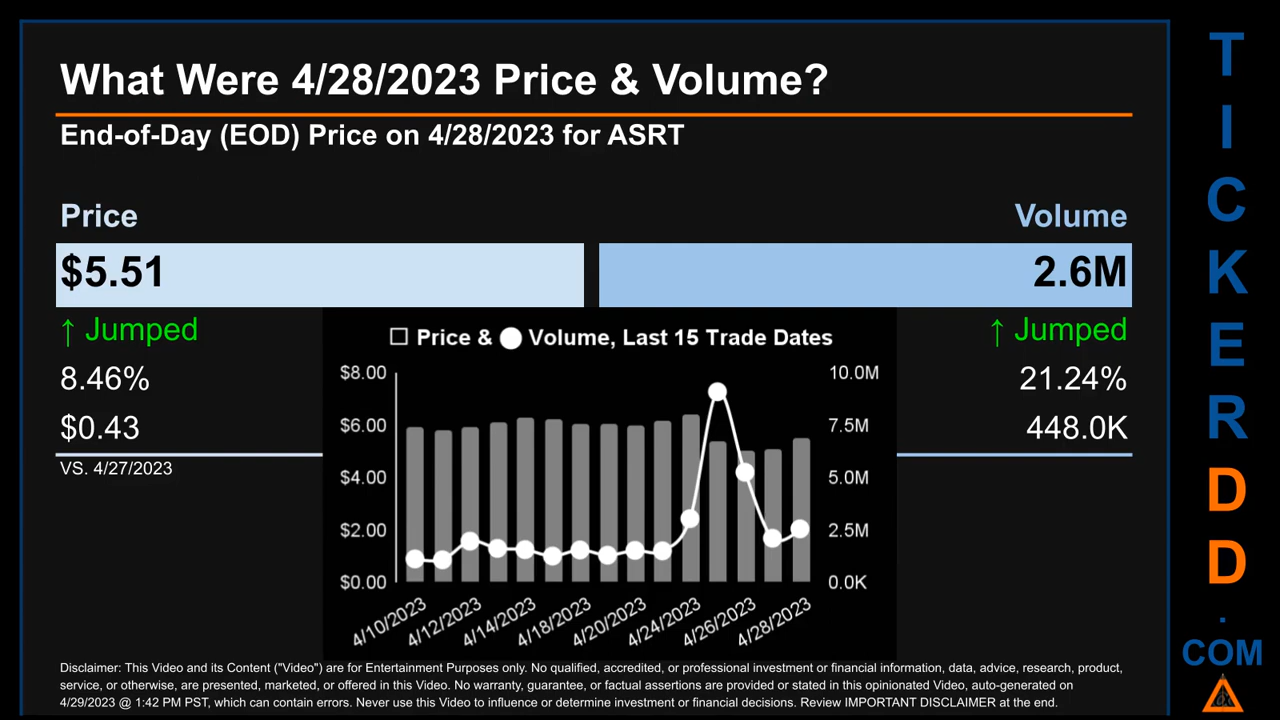 What Were 4/28/2023 Price & Volume?
End-of-Day (EOD) Price on 4/28/2023 for ASRT
Price
Volume
$5.51
2.6M
↑ Jumped
↑ Jumped
8.46%
21.24%
$0.43
448.0K
VS. 4/27/2023
Price & Volume, Last 15 Trade Dates
$8.00
10.0M
$6.00
7.5M
$4.00
5.0M
$2.00
2.5M
$0.00
0.0K
4/10/2023
4/12/2023
4/14/2023
4/18/2023
4/20/2023
4/24/2023
4/26/2023
4/28/2023
Disclaimer: This Video and its Content ("Video") are for Entertainment Purposes only. No qualified, accredited, or professional investment or financial information, data, advice, research, product,
service, or otherwise, are presented, marketed, or offered in this Video. No warranty, guarantee, or factual assertions are provided or stated in this opinionated Video, auto-generated on
4/29/2023 @ 1:42 PM PST, which can contain errors. Never use this Video to influence or determine investment or financial decisions. Review IMPORTANT DISCLAIMER at the end.
T
I
C
K
E
R
D
D
.
COM